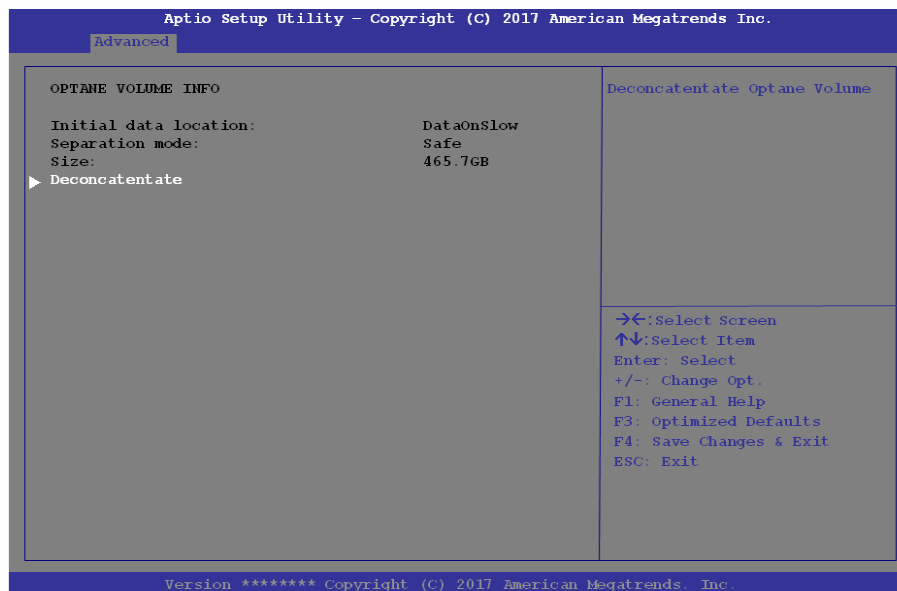 Aptio Setup Utility – Copyright (C) 2017 American Megatrends Inc.
Advanced
OPTANE VOLUME INFO
Initial data location: DataOnSlow
Separation mode: Safe
Size: 465.7GB
Deconcatentate
Deconcatentate Optane Volume
→←:Select Screen
↑↓:Select Item
Enter: Select
+/-: Change Opt.
F1: General Help
F3: Optimized Defaults
F4: Save Changes & Exit
ESC: Exit
Version ******** Copyright (C) 2017 American Megatrends. Inc.